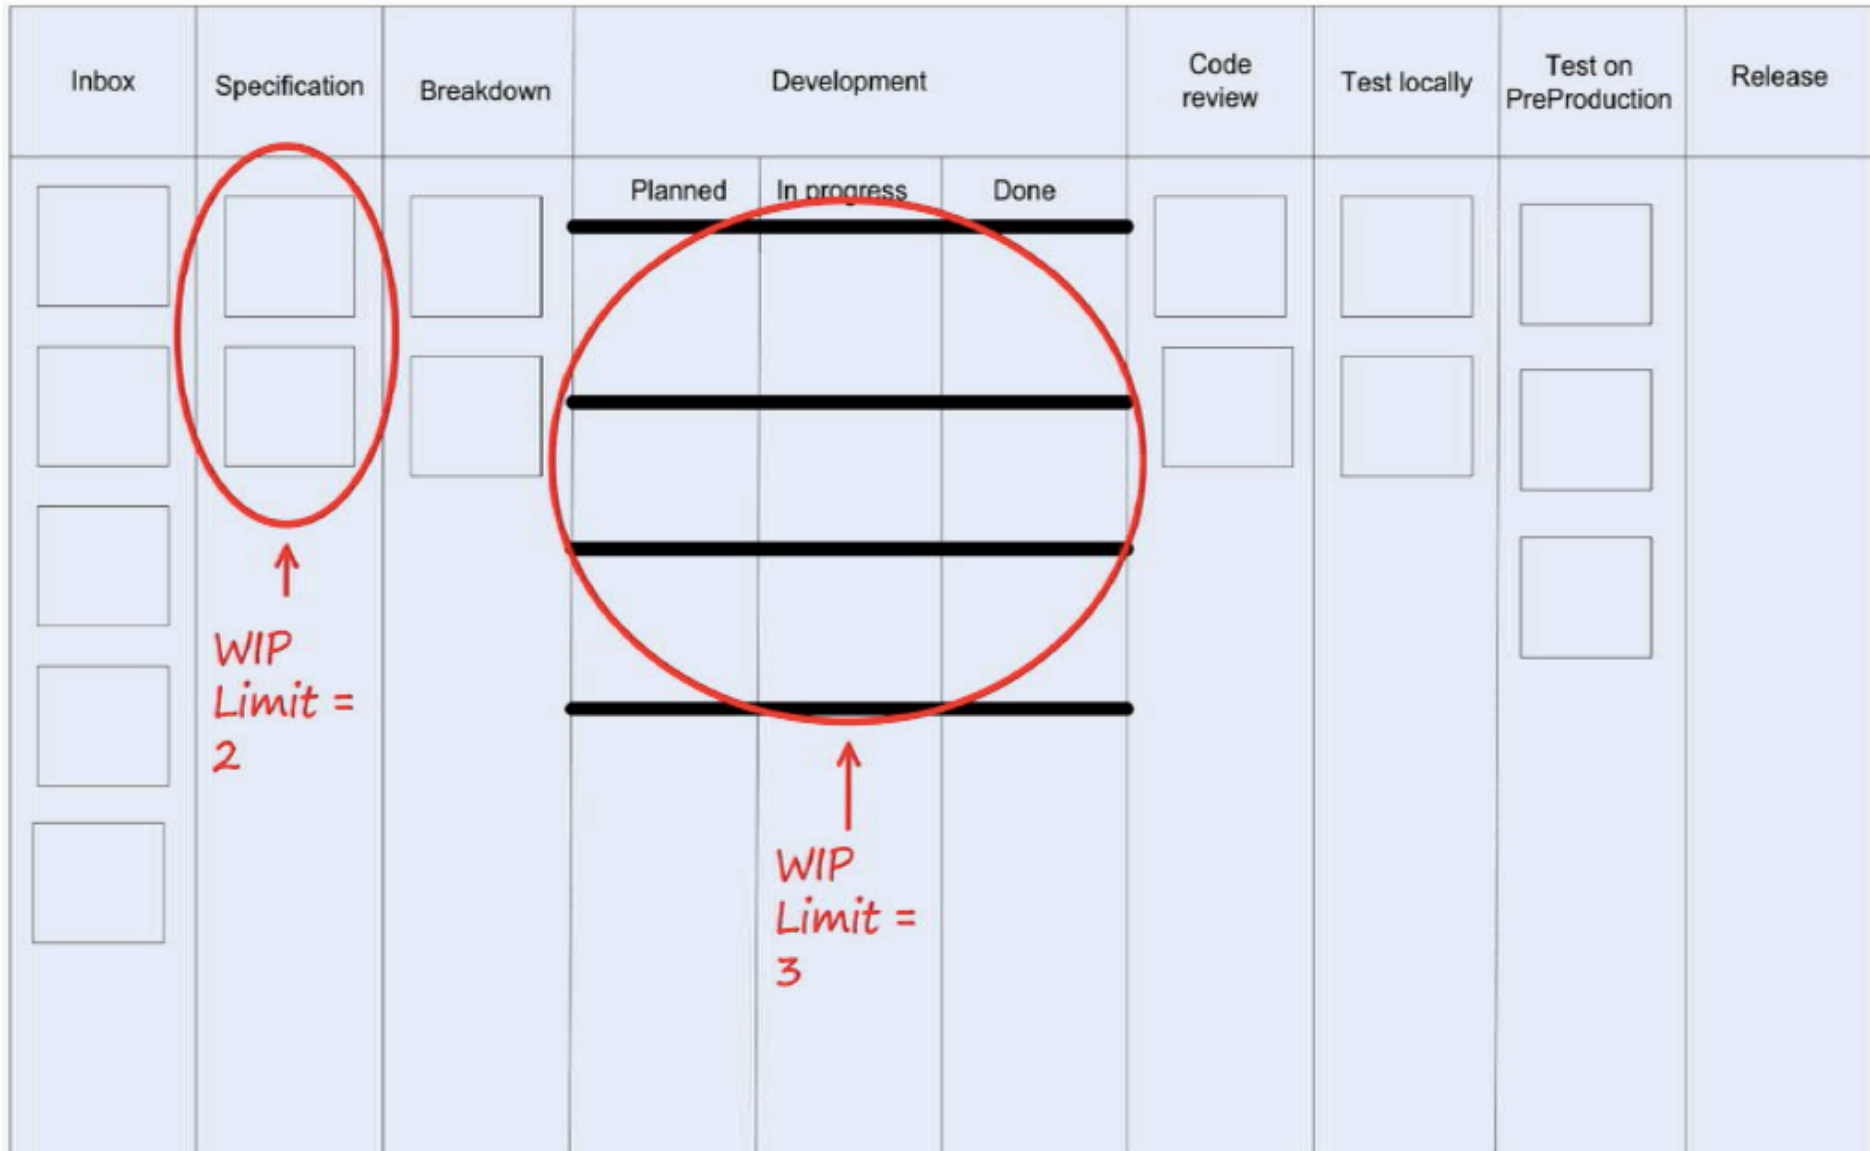 Inbox
Specification
Breakdown
Development
Code
review
Test locally
Test on
PreProduction
Release
Planned
In progress
Done
WIP
Limit =
2
WIP
Limit =
3